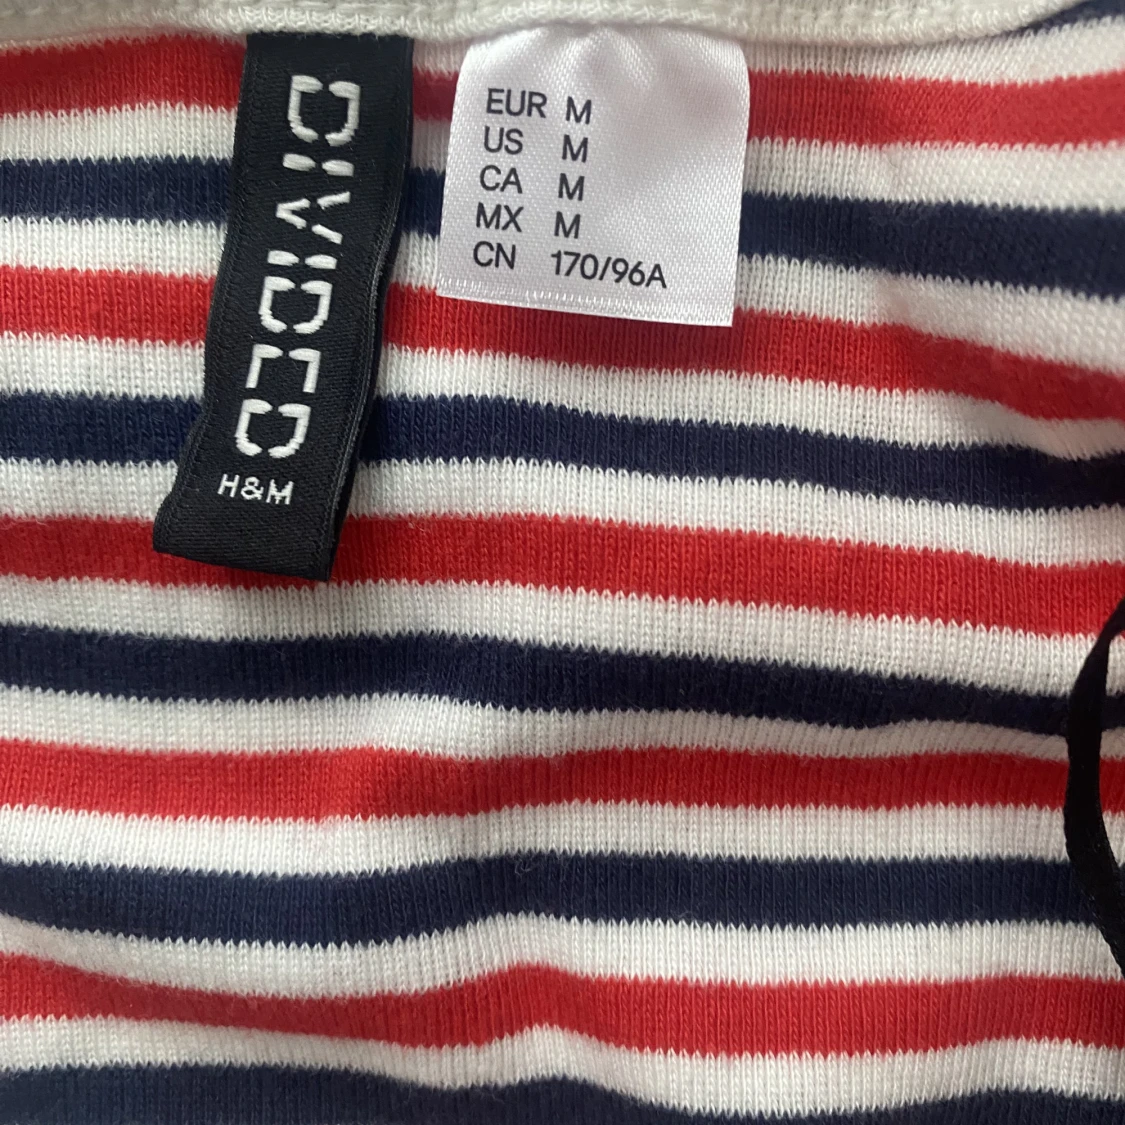 DIVIDED
H&M
EUR M
US M
CA M
MX M
CN 170/96A